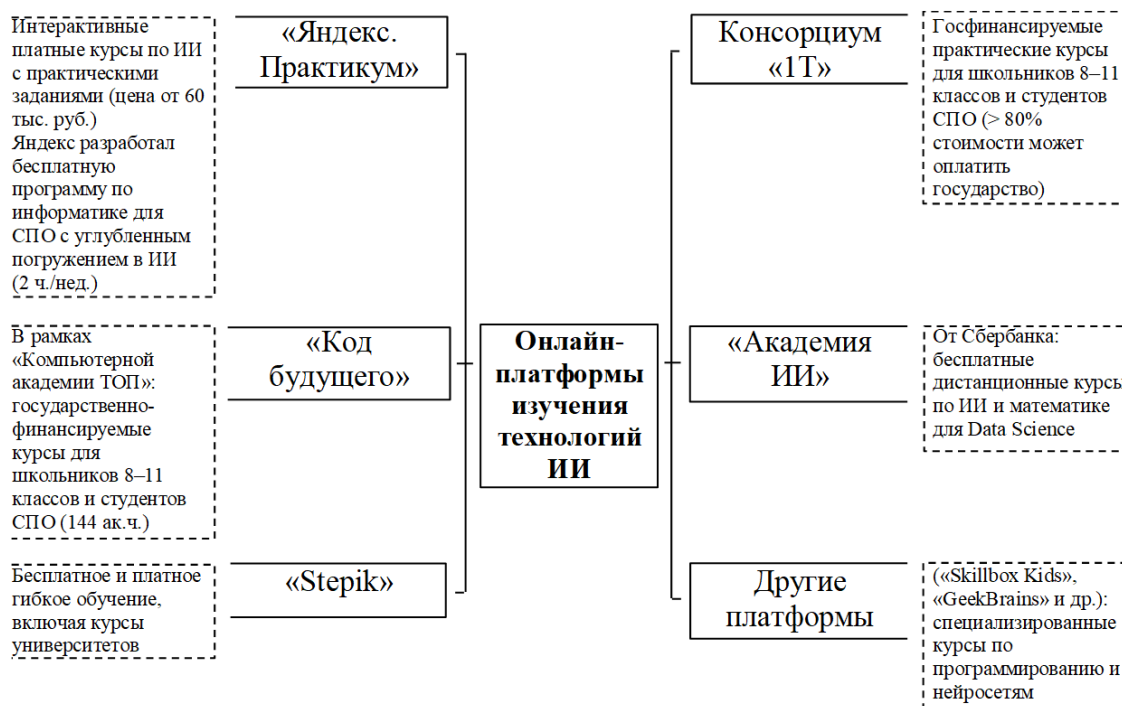 Интерактивные
платные курсы по ИИ
с практическими
заданиями (цена от 60
тыс. руб.)
Яндекс разработал
бесплатную
программу по
информатике для
СПО с углубленным
погружением в ИИ
(2 ч./нед.)
«Яндекс.
Практикум»
В рамках
«Компьютерной
академии ТОП»:
государственно-
финансируемые
курсы для
школьников 8–11
классов и студентов
СПО (144 ак.ч.)
«Код
будущего»
Бесплатное и платное
гибкое обучение,
включая курсы
университетов
«Stepik»
Онлайн-
платформы
изучения
технологий
ИИ
Консорциум
«1Т»
Госфинансируемые
практические курсы
для школьников 8–11
классов и студентов
СПО (> 80%
стоимости может
оплатить
государство)
«Академия
ИИ»
От Сбербанка:
бесплатные
дистанционные курсы
по ИИ и математике
для Data Science
Другие
платформы
(«Skillbox Kids»,
«GeekBrains» и др.):
специализированные
курсы по
программированию и
нейросетям